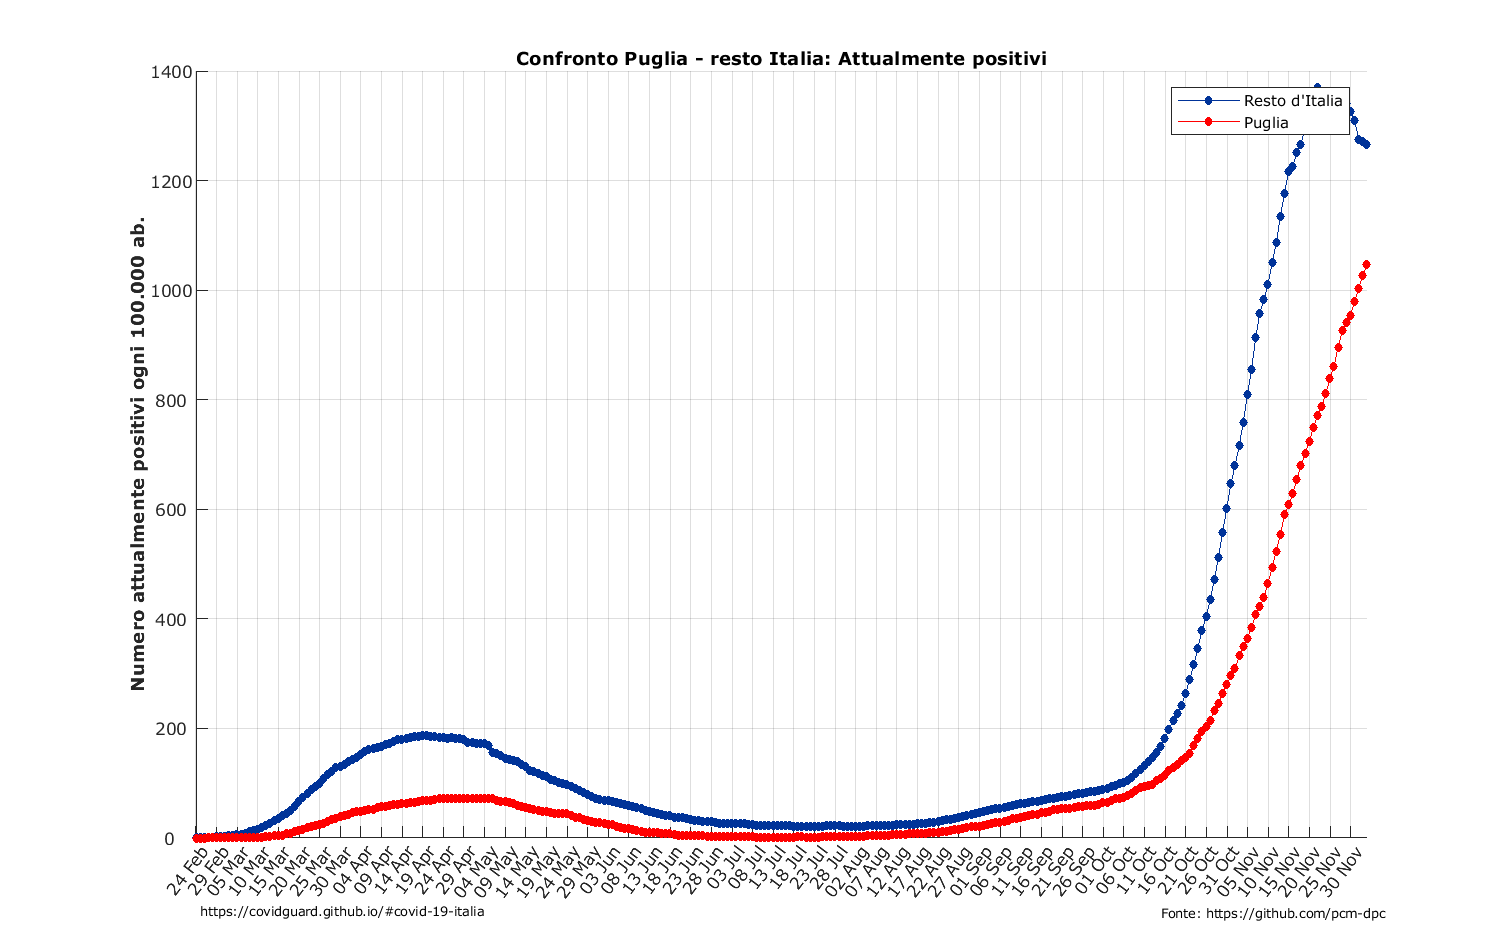 Confronto Puglia - resto Italia: Attualmente positivi
Numero attualmente positivi ogni 100.000 ab.
1400
1200
1000
800
600
400
200
0
Resto d'Italia
Puglia
24 Feb
29 Feb
05 Mar
10 Mar
15 Mar
20 Mar
25 Mar
30 Mar
04 Apr
09 Apr
14 Apr
19 Apr
24 Apr
29 Apr
04 May
09 May
14 May
19 May
24 May
29 May
03 Jun
08 Jun
13 Jun
18 Jun
23 Jun
28 Jun
03 Jul
08 Jul
13 Jul
18 Jul
23 Jul
28 Jul
02 Aug
07 Aug
12 Aug
17 Aug
22 Aug
27 Aug
01 Sep
06 Sep
11 Sep
16 Sep
21 Sep
26 Sep
01 Oct
06 Oct
11 Oct
16 Oct
21 Oct
26 Oct
31 Oct
05 Nov
10 Nov
15 Nov
20 Nov
25 Nov
30 Nov
https://covidguard.github.io/#covid-19-italia
Fonte: https://github.com/pcm-dpc